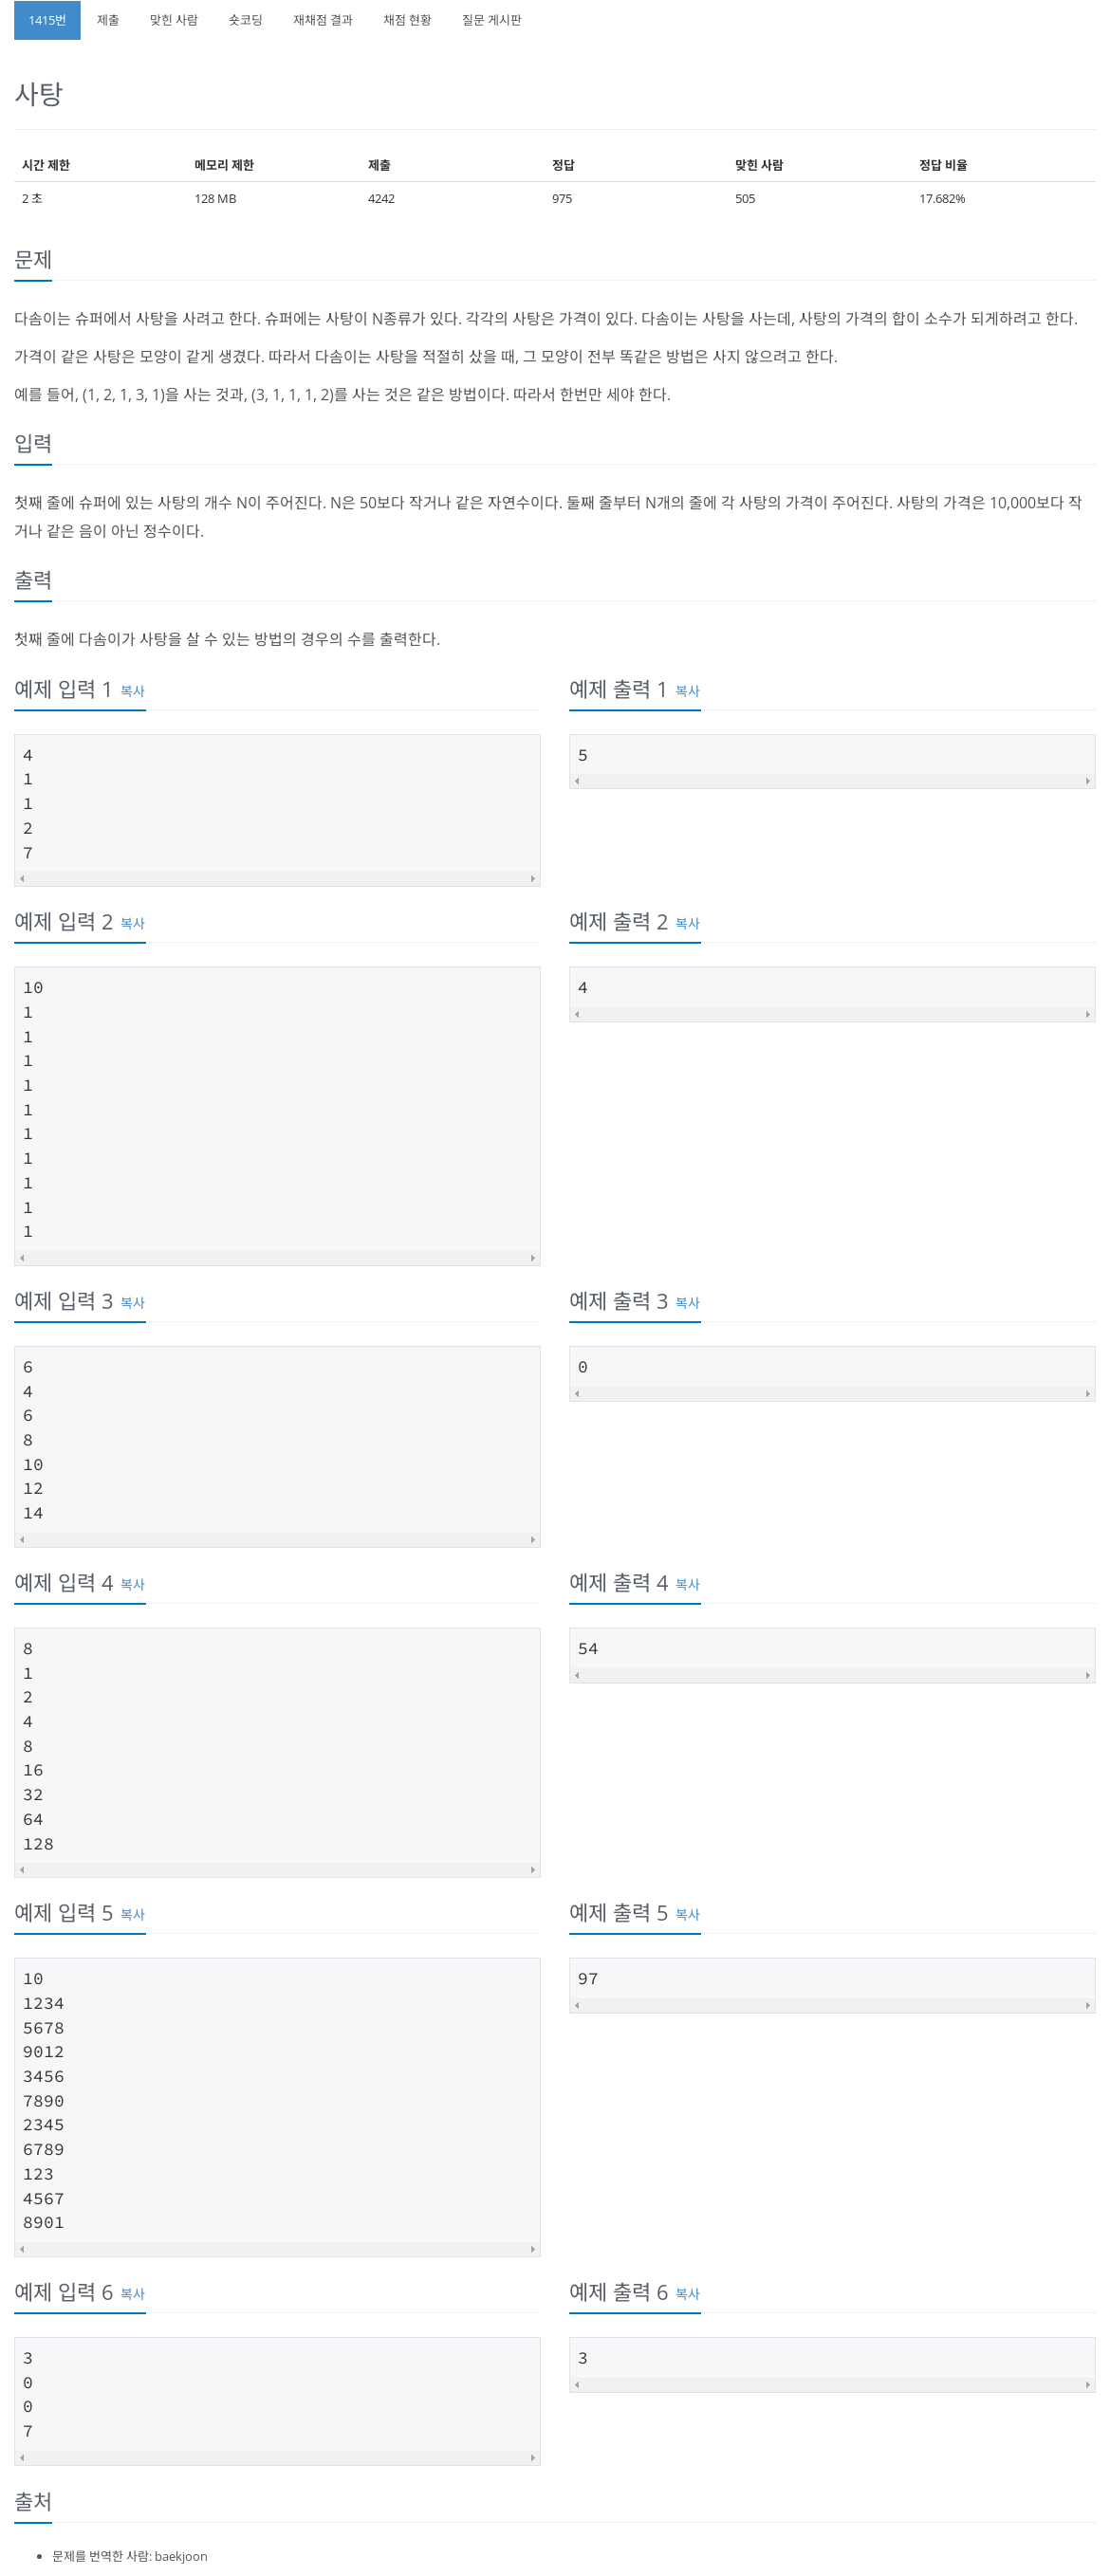 1415번 제출 맞힌 사람 숏코딩 재채점 결과 채점 현황 질문 게시판
사탕
시간 제한 메모리 제한 제출 정답 맞힌 사람 정답 비율
2 초 128 MB 4242 975 505 17.682%
문제
다솜이는 슈퍼에서 사탕을 사려고 한다. 슈퍼에는 사탕이 N종류가 있다. 각각의 사탕은 가격이 있다. 다솜이는 사탕을 사는데, 사탕의 가격의 합이 소수가 되게하려고 한다.
가격이 같은 사탕은 모양이 같게 생겼다. 따라서 다솜이는 사탕을 적절히 샀을 때, 그 모양이 전부 똑같은 방법은 사지 않으려고 한다.
예를 들어, (1, 2, 1, 3, 1)을 사는 것과, (3, 1, 1, 1, 2)를 사는 것은 같은 방법이다. 따라서 한번만 세야 한다.
입력
첫째 줄에 슈퍼에 있는 사탕의 개수 N이 주어진다. N은 50보다 작거나 같은 자연수이다. 둘째 줄부터 N개의 줄에 각 사탕의 가격이 주어진다. 사탕의 가격은 10,000보다 작
거나 같은 음이 아닌 정수이다.
출력
첫째 줄에 다솜이가 사탕을 살 수 있는 방법의 경우의 수를 출력한다.
예제 입력 1 복사
4
1
1
2
7
예제 출력 1 복사
5
예제 입력 2 복사
10
1
1
1
1
1
1
1
1
1
1
예제 출력 2 복사
4
예제 입력 3 복사
6
4
6
8
10
12
14
예제 출력 3 복사
0
예제 입력 4 복사
8
1
2
4
8
16
32
64
128
예제 출력 4 복사
54
예제 입력 5 복사
10
1234
5678
9012
3456
7890
2345
6789
123
4567
8901
예제 출력 5 복사
97
예제 입력 6 복사
3
0
0
7
예제 출력 6 복사
3
출처
문제를 번역한 사람: baekjoon